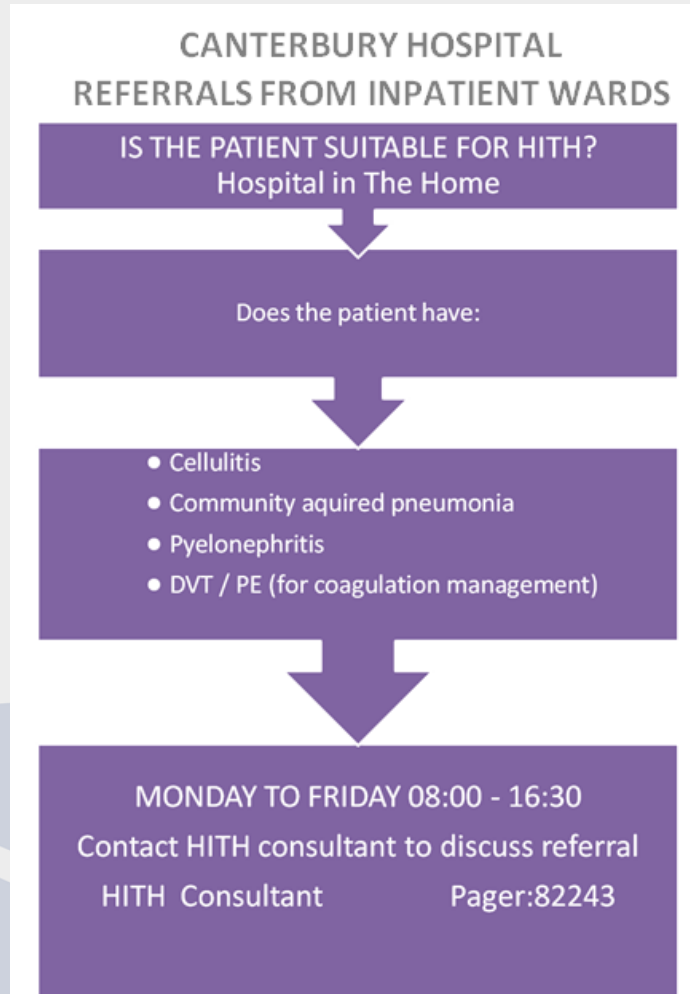 CANTERBURY HOSPITAL
REFERRALS FROM INPATIENT WARDS
IS THE PATIENT SUITABLE FOR HITH?
Hospital in The Home
Does the patient have:
● Cellulitis
● Community aquired pneumonia
● Pyelonephritis
● DVT / PE (for coagulation management)
MONDAY TO FRIDAY 08:00 - 16:30
Contact HITH consultant to discuss referral
HITH Consultant Pager:82243